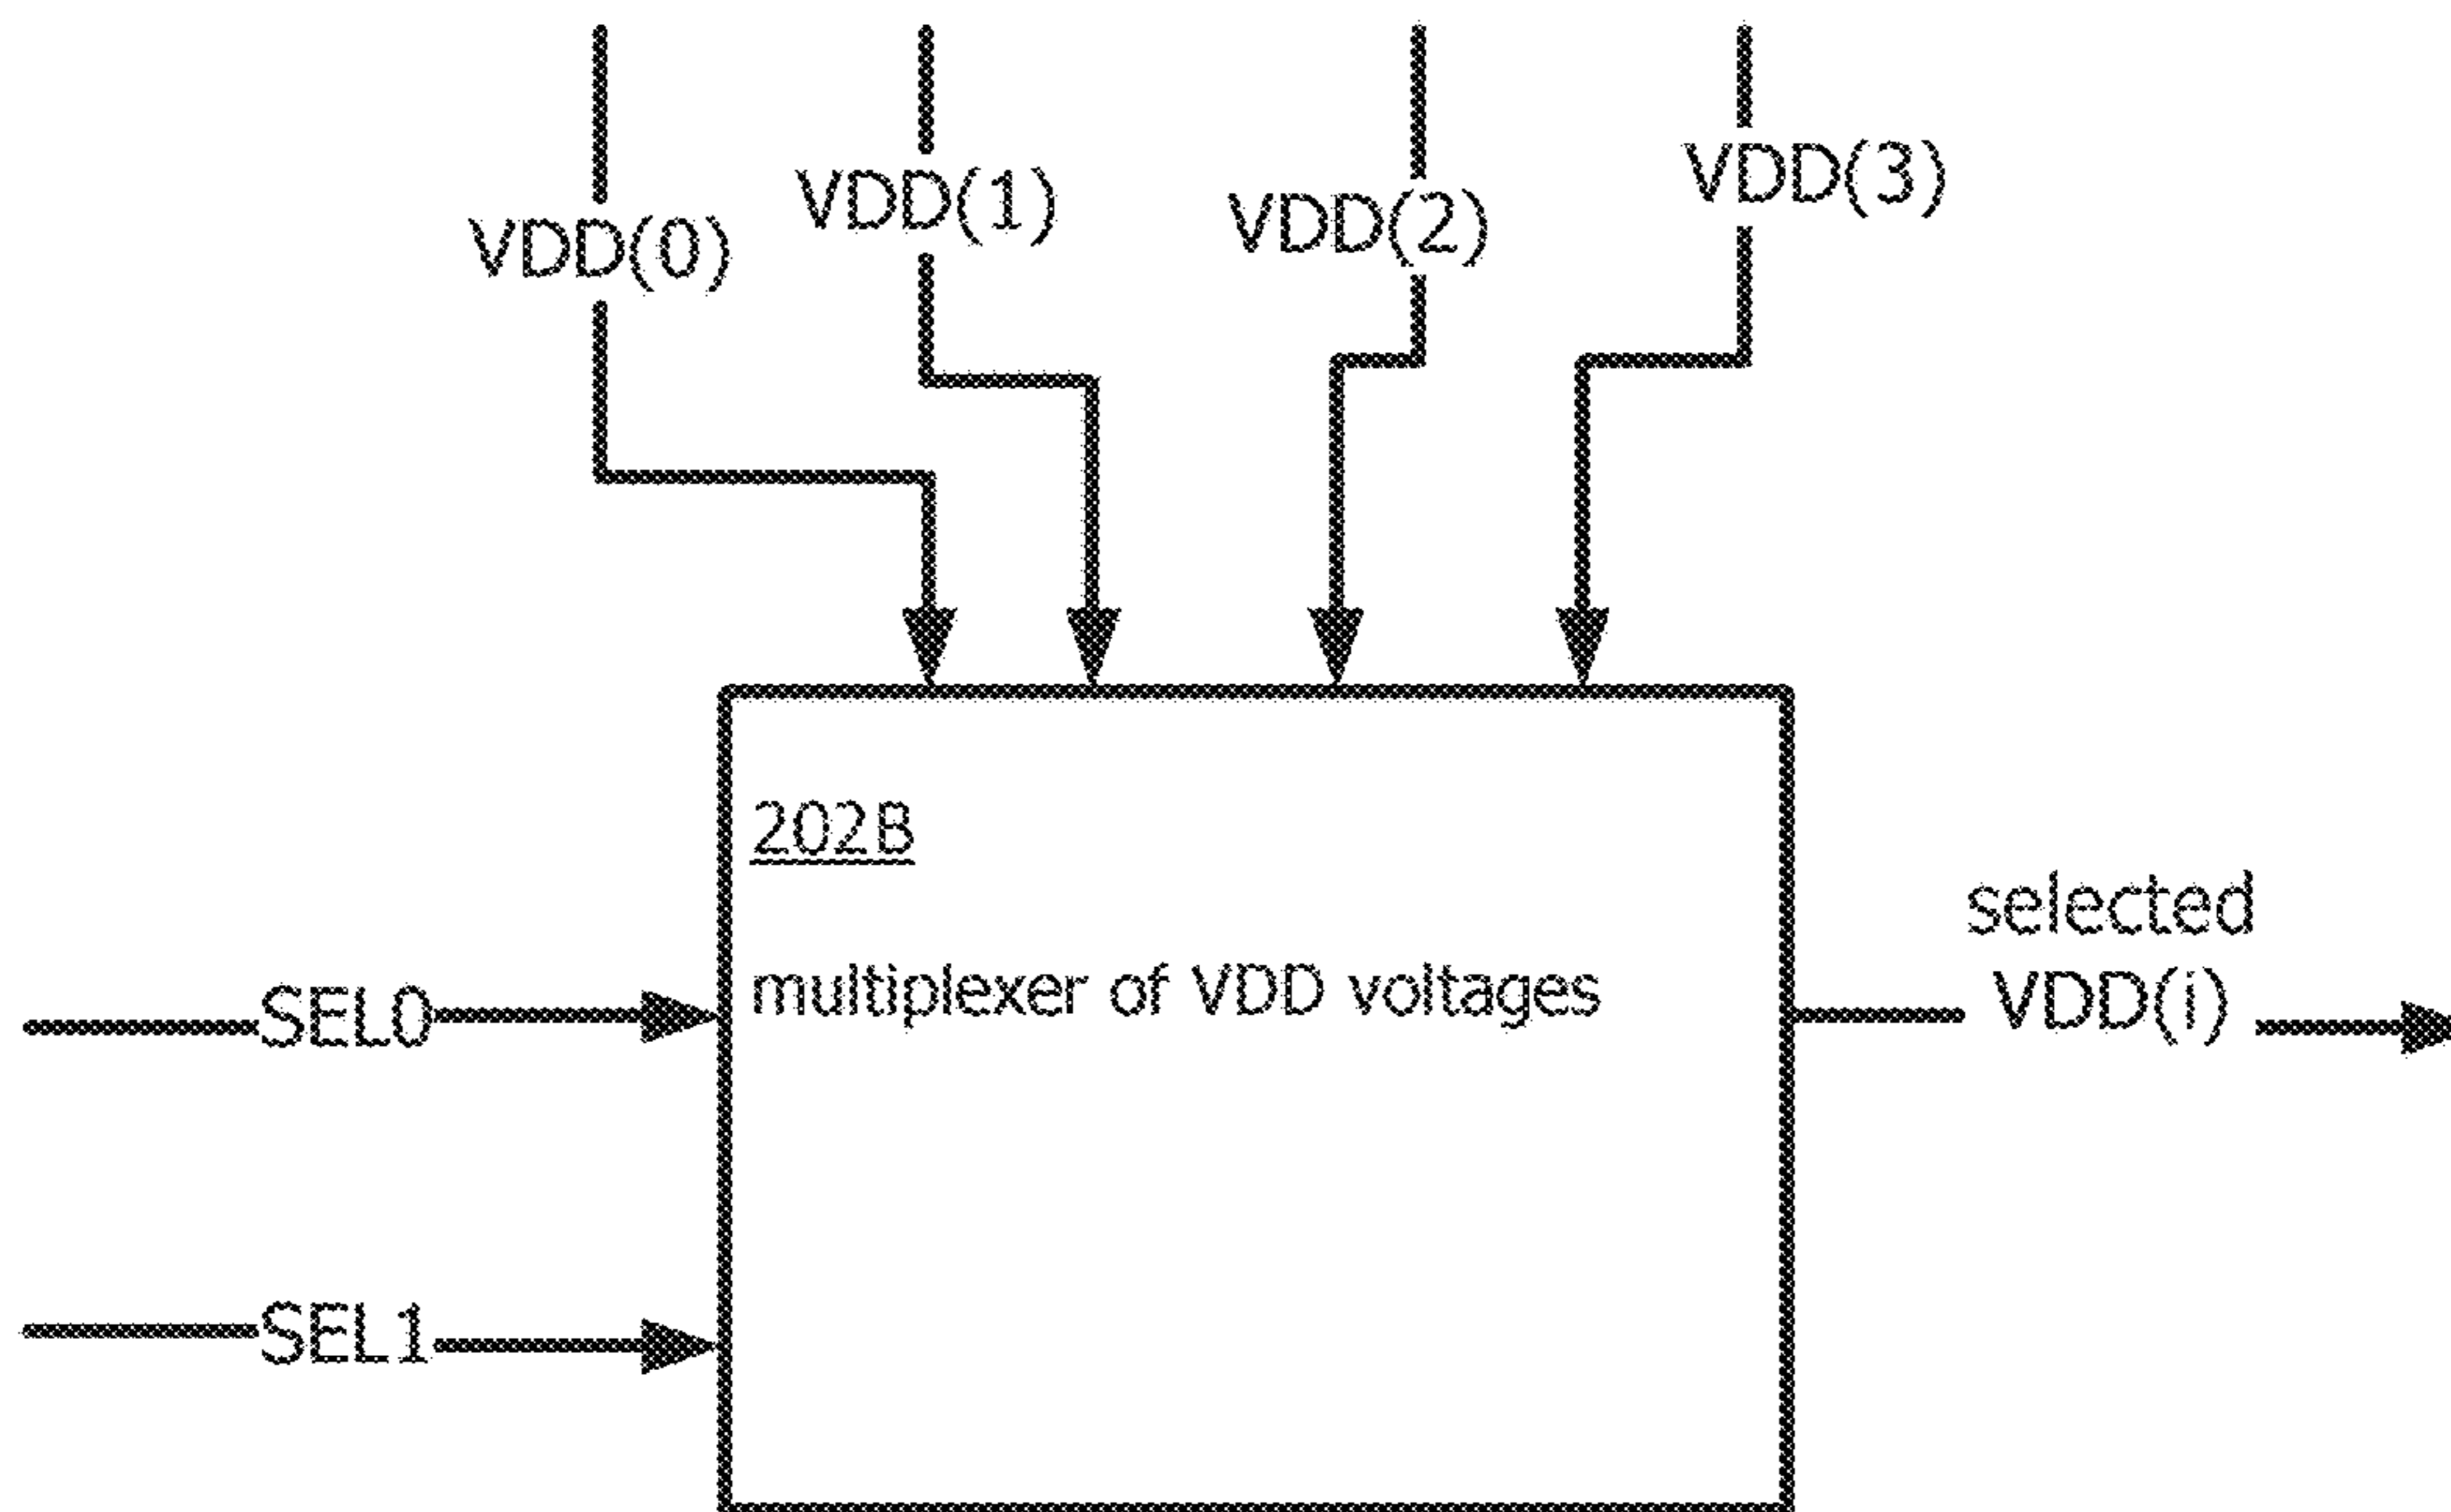 VDD(0)
VDD(1)
VDD(2)
VDD(3)
202B
multiplexer of VDD voltages
SEL0
SEL1
selected
VDD(i)